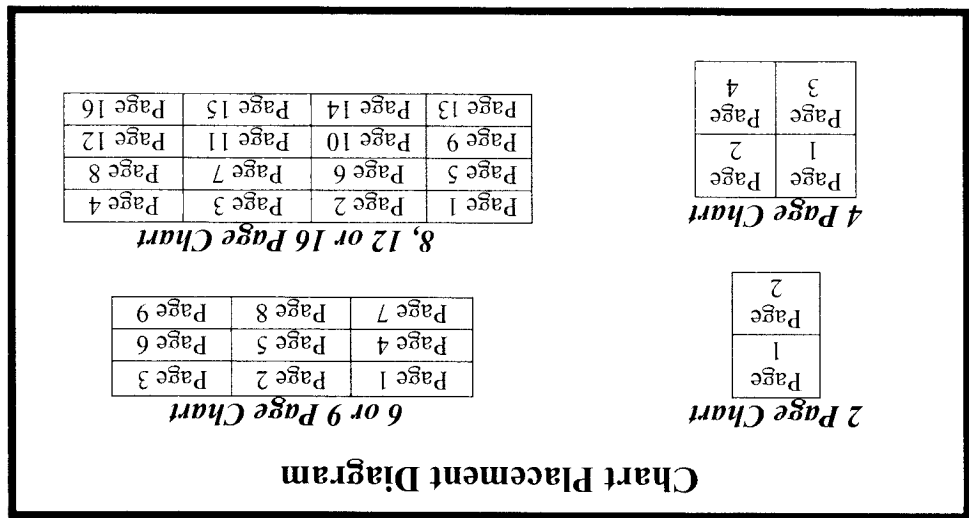 Chart Placement Diagram
2 Page Chart
Page
1
Page
2
6 or 9 Page Chart
Page 1 Page 2 Page 3
Page 4 Page 5 Page 6
Page 7 Page 8 Page 9
4 Page Chart
Page Page
1 2
Page Page
3 4
8, 12 or 16 Page Chart
Page 1 Page 2 Page 3 Page 4
Page 5 Page 6 Page 7 Page 8
Page 9 Page 10 Page 11 Page 12
Page 13 Page 14 Page 15 Page 16